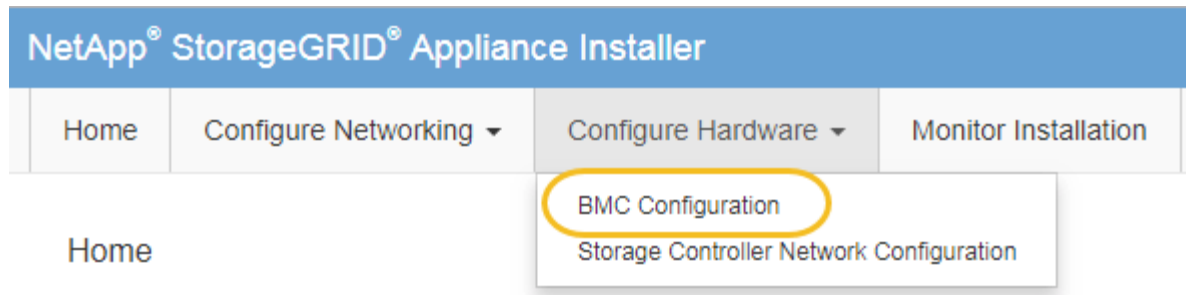 NetApp® StorageGRID® Appliance Installer
Home Configure Networking Configure Hardware Monitor Installation
BMC Configuration
Home
Storage Controller Network Configuration